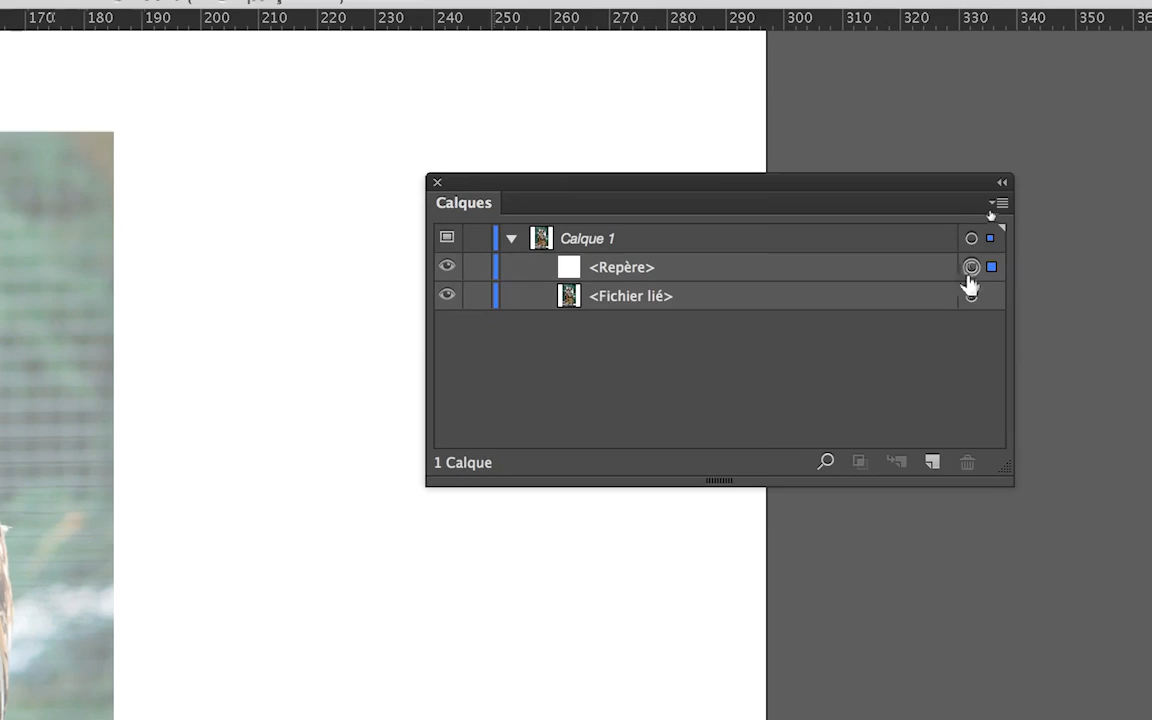 170 180 190 200 210 220 230 240 250 260 270 280 290 300 310 320 330 340 350
Calques
Calque 1
<Repère>
<Fichier lié>
1 Calque